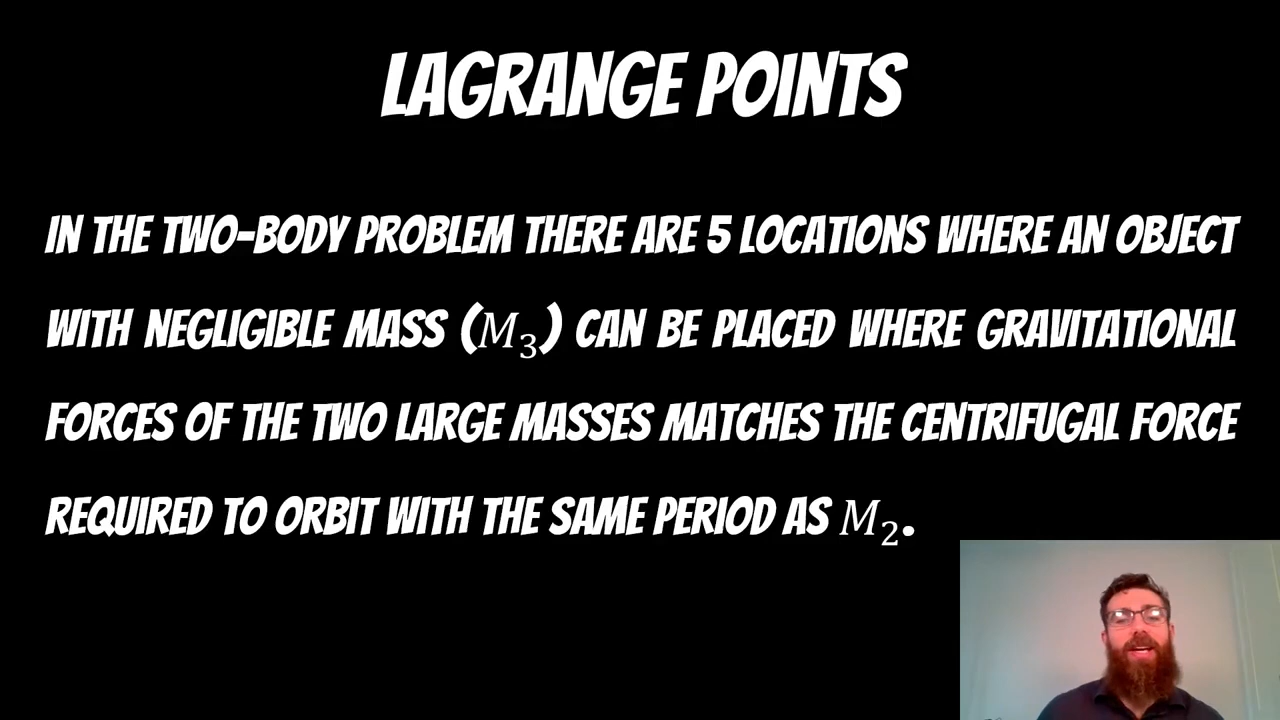 LAGRANGE POINTS
IN THE TWO-BODY PROBLEM THERE ARE 5 LOCATIONS WHERE AN OBJECT
WITH NEGLIGIBLE MASS (M₃) CAN BE PLACED WHERE GRAVITATIONAL
FORCES OF THE TWO LARGE MASSES MATCHES THE CENTRIFUGAL FORCE
REQUIRED TO ORBIT WITH THE SAME PERIOD AS M₂.